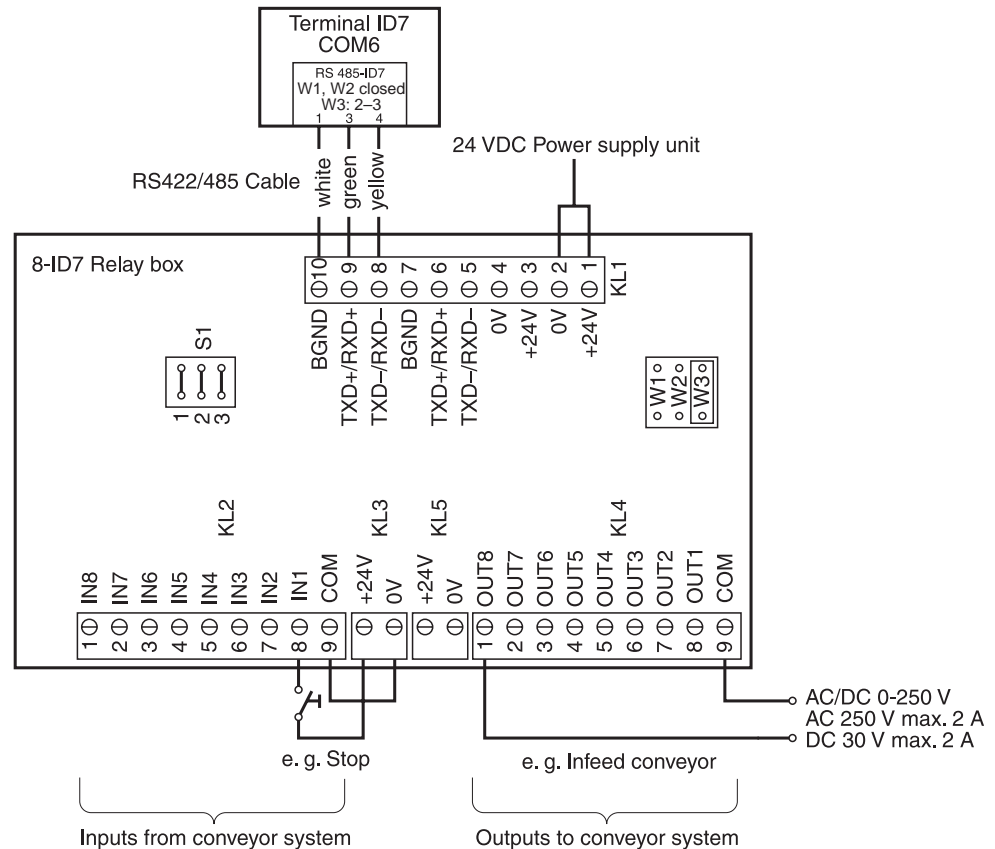 Terminal ID7
COM6
RS 485-ID7
W1, W2 closed
W3: 2–3
1 3 4
24 VDC Power supply unit
RS422/485 Cable
white
green
yellow
8-ID7 Relay box
10 9 8 7 6 5 4 3 2 1
KL1
BGND
TXD+/RXD+
TXD–/RXD–
BGND
TXD+/RXD+
TXD–/RXD–
0V
+24V
0V
+24V
S1
1 2 3
W1
W2
W3
KL2
KL3
KL5
KL4
IN8
IN7
IN6
IN5
IN4
IN3
IN2
IN1
COM
+24V
0V
+24V
0V
OUT8
OUT7
OUT6
OUT5
OUT4
OUT3
OUT2
OUT1
COM
1 2 3 4 5 6 7 8 9
1 2 3 4 5 6 7 8 9
AC/DC 0-250 V
AC 250 V max. 2 A
DC 30 V max. 2 A
e. g. Stop
e. g. Infeed conveyor
Inputs from conveyor system
Outputs to conveyor system